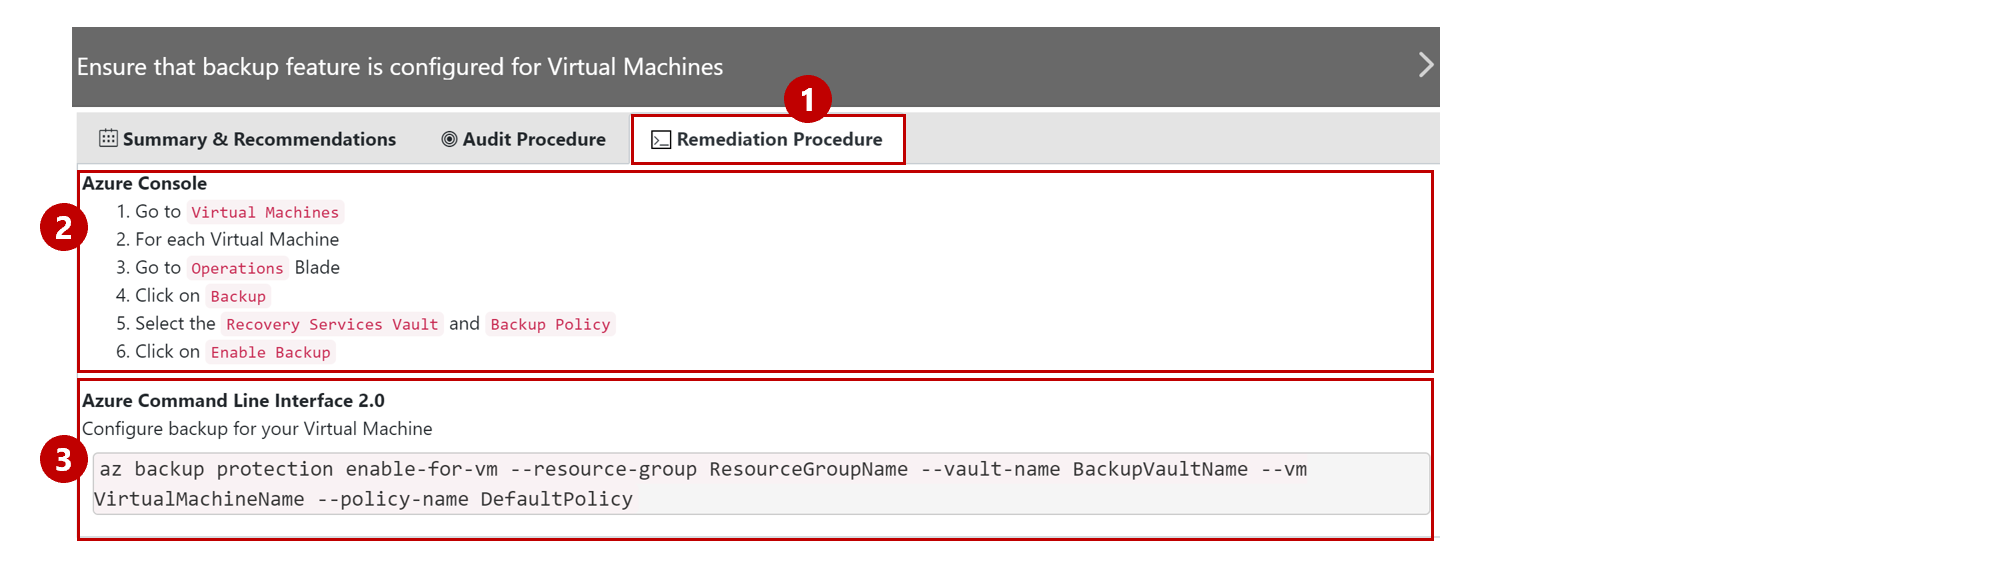 Ensure that backup feature is configured for Virtual Machines
1
Summary & Recommendations Audit Procedure Remediation Procedure
2
Azure Console
1. Go to Virtual Machines
2. For each Virtual Machine
3. Go to Operations Blade
4. Click on Backup
5. Select the Recovery Services Vault and Backup Policy
6. Click on Enable Backup
3
Azure Command Line Interface 2.0
Configure backup for your Virtual Machine
az backup protection enable-for-vm --resource-group ResourceGroupName --vault-name BackupVaultName --vm
VirtualMachineName --policy-name DefaultPolicy